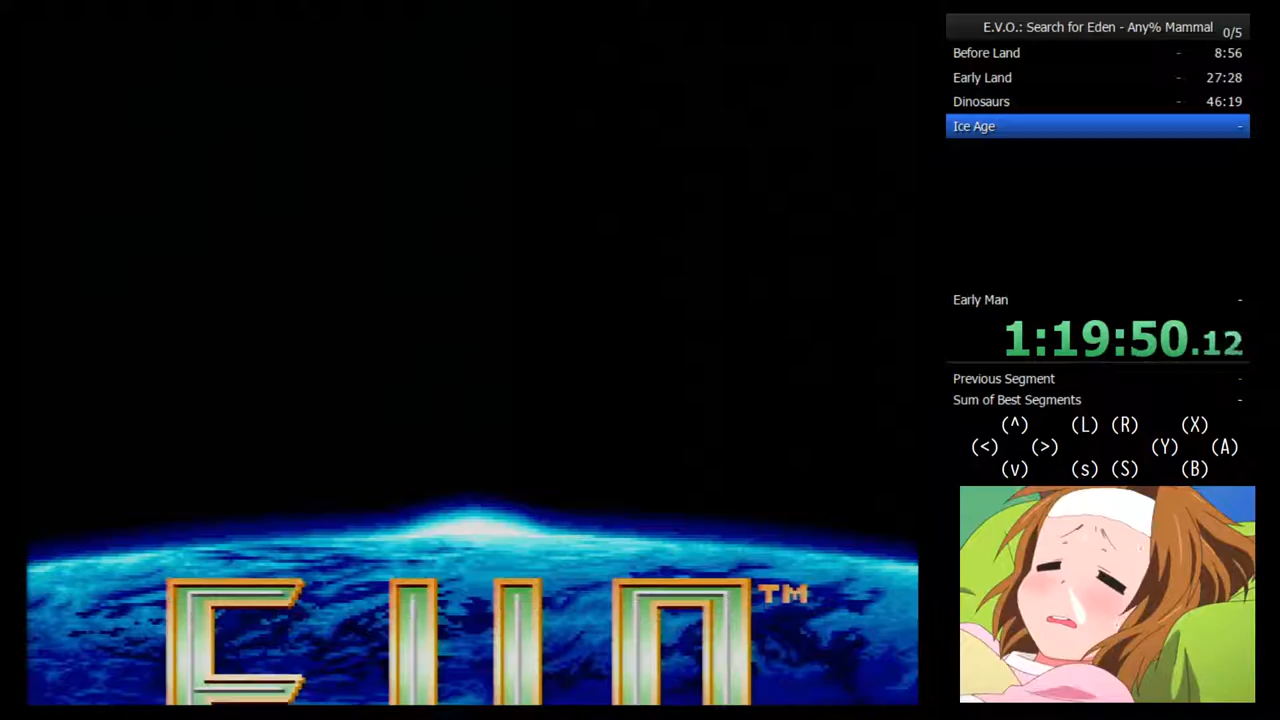 E.V.O.: Search for Eden - Any% Mammal 0/5
Before Land - 8:56
Early Land - 27:28
Dinosaurs - 46:19
Ice Age -
Early Man -
1:19:50.12
Previous Segment -
Sum of Best Segments -
(^) (L) (R) (X)
(<) (>) (Y) (A)
(v) (s) (S) (B)
EVO™